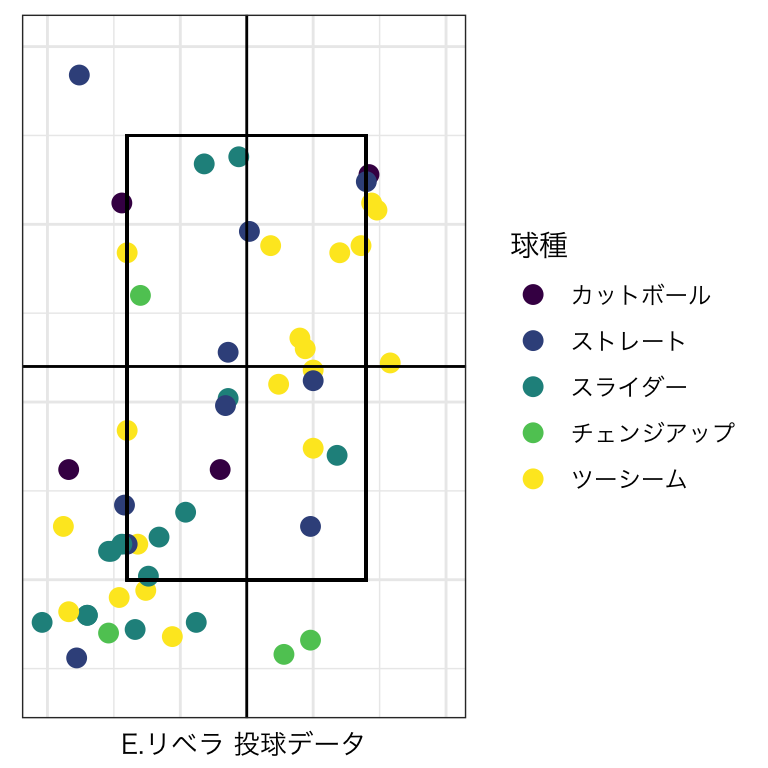 球種
カットボール
ストレート
スライダー
チェンジアップ
ツーシーム
E.リベラ 投球データ